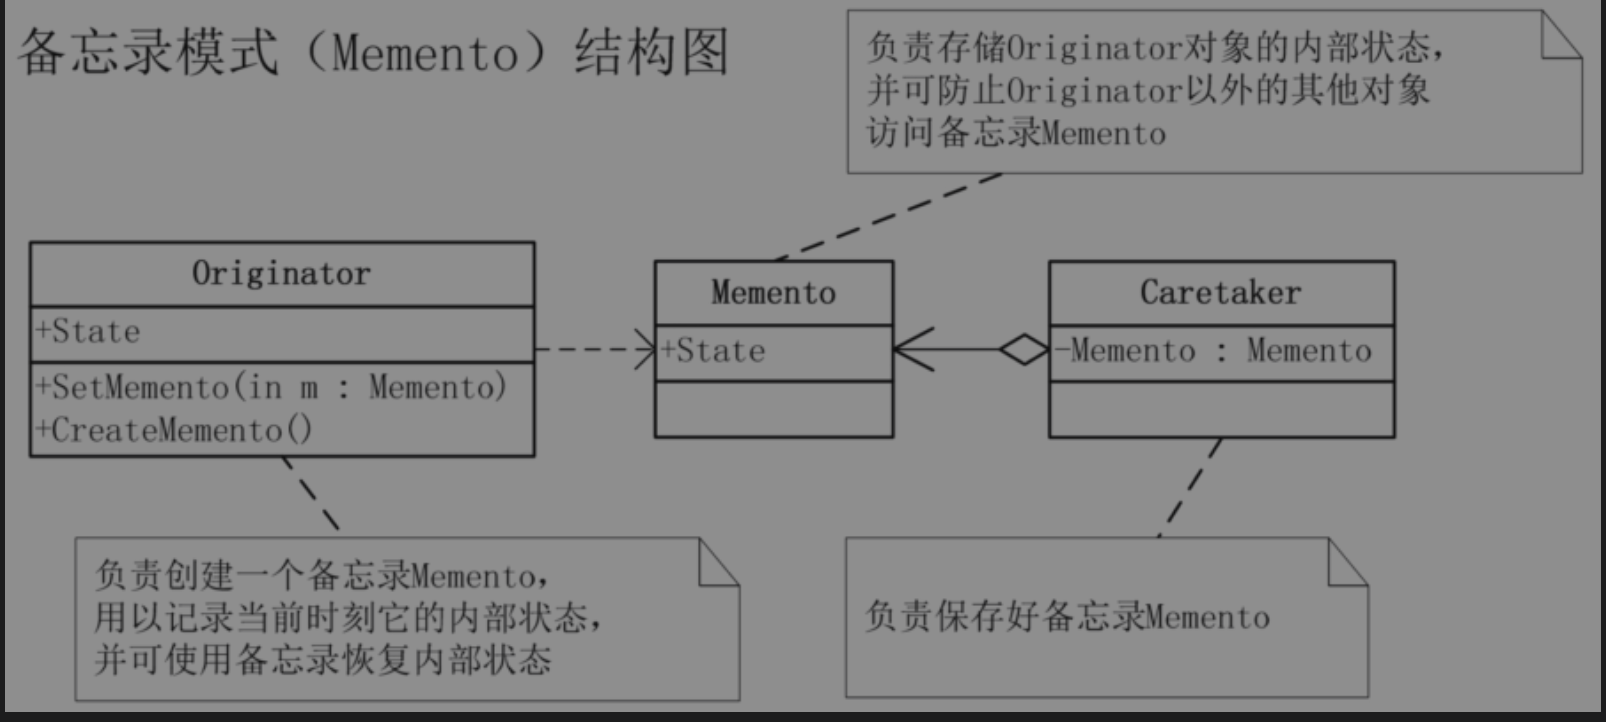 备忘录模式（Memento）结构图
负责存储Originator对象的内部状态，
并可防止Originator以外的其他对象
访问备忘录Memento
Originator
+State
+SetMemento(in m : Memento)
+CreateMemento()
Memento
+State
Caretaker
-Memento : Memento
负责创建一个备忘录Memento，
用以记录当前时刻它的内部状态，
并可使用备忘录恢复内部状态
负责保存好备忘录Memento